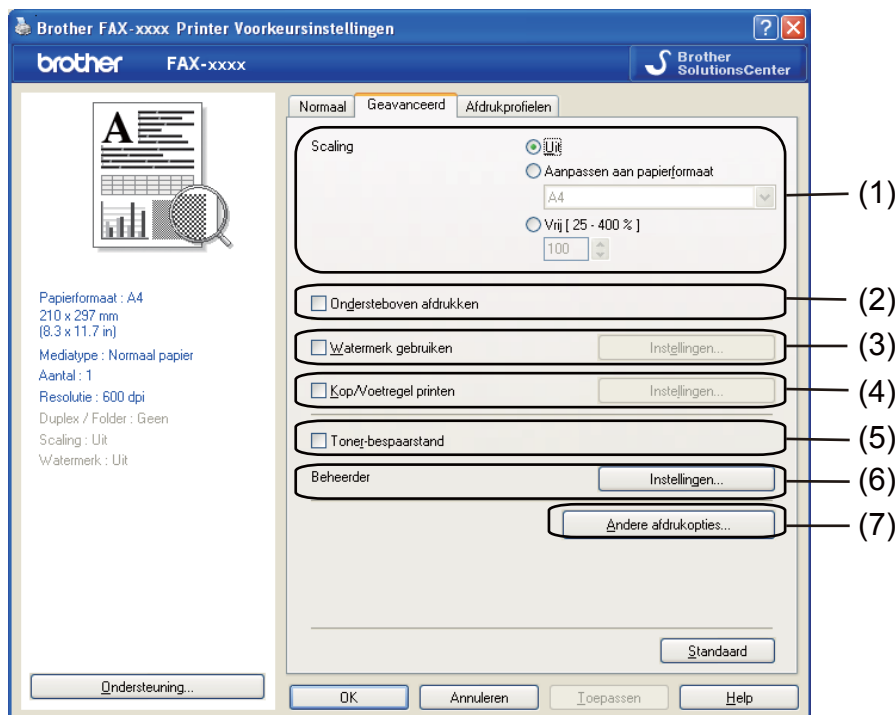 Brother FAX-xxxx Printer Voorkeursinstellingen
brother FAX-xxxx
Brother
SolutionsCenter
Normaal Geavanceerd Afdrukprofielen
A
Scaling
Uit
Aanpassen aan papierformaat
A4
Vrij [ 25 - 400 % ]
100
(1)
Papierformaat : A4
210 x 297 mm
(8.3 x 11.7 in)
Mediatype : Normaal papier
Aantal : 1
Resolutie : 600 dpi
Duplex / Folder : Geen
Scaling : Uit
Watermerk : Uit
Ondersteboven afdrukken
(2)
Watermerk gebruiken Instellingen...
(3)
Kop/Voetregel printen Instellingen...
(4)
Toner-bespaarstand
(5)
Beheerder Instellingen...
(6)
Andere afdrukopties...
(7)
Standaard
Ondersteuning...
OK Annuleren Toepassen Help